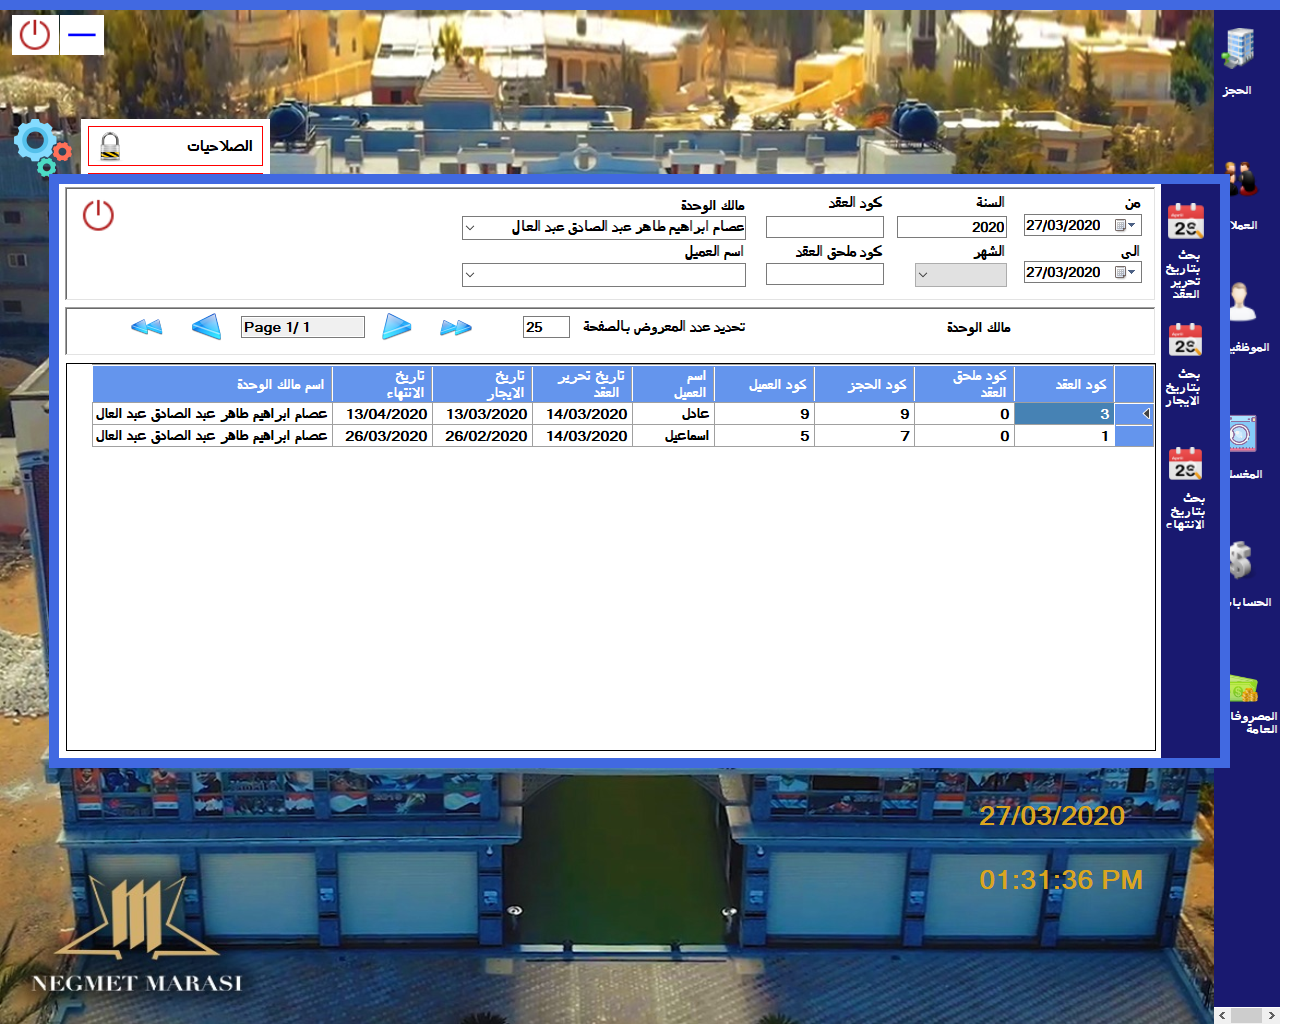 الحجز
الصلاحيات
العملا
الموظفي
المغسل
الحسابا
المصروفا
العامة
من
27/03/2020
السنة
2020
كود العقد
مالك الوحدة
عصام ابراهيم طاهر عبد الصادق عبد العال
الى
27/03/2020
الشهر
كود ملحق العقد
اسم العميل
بحث
بتاريخ
تحرير
العقد
بحث
بتاريخ
الايجار
بحث
بتاريخ
الانتهاء
مالك الوحدة
تحديد عدد المعروض بالصفحة
25
Page 1/ 1
كود العقد
كود ملحق
العقد
كود الحجز
كود العميل
اسم
العميل
تاريخ تحرير
العقد
تاريخ
الايجار
تاريخ
الانتهاء
اسم مالك الوحدة
3 0 9 9 عادل 14/03/2020 13/03/2020 13/04/2020 عصام ابراهيم طاهر عبد الصادق عبد العال
1 0 7 5 اسماعيل 14/03/2020 26/02/2020 26/03/2020 عصام ابراهيم طاهر عبد الصادق عبد العال
27/03/2020
01:31:36 PM
NEGMET MARASI